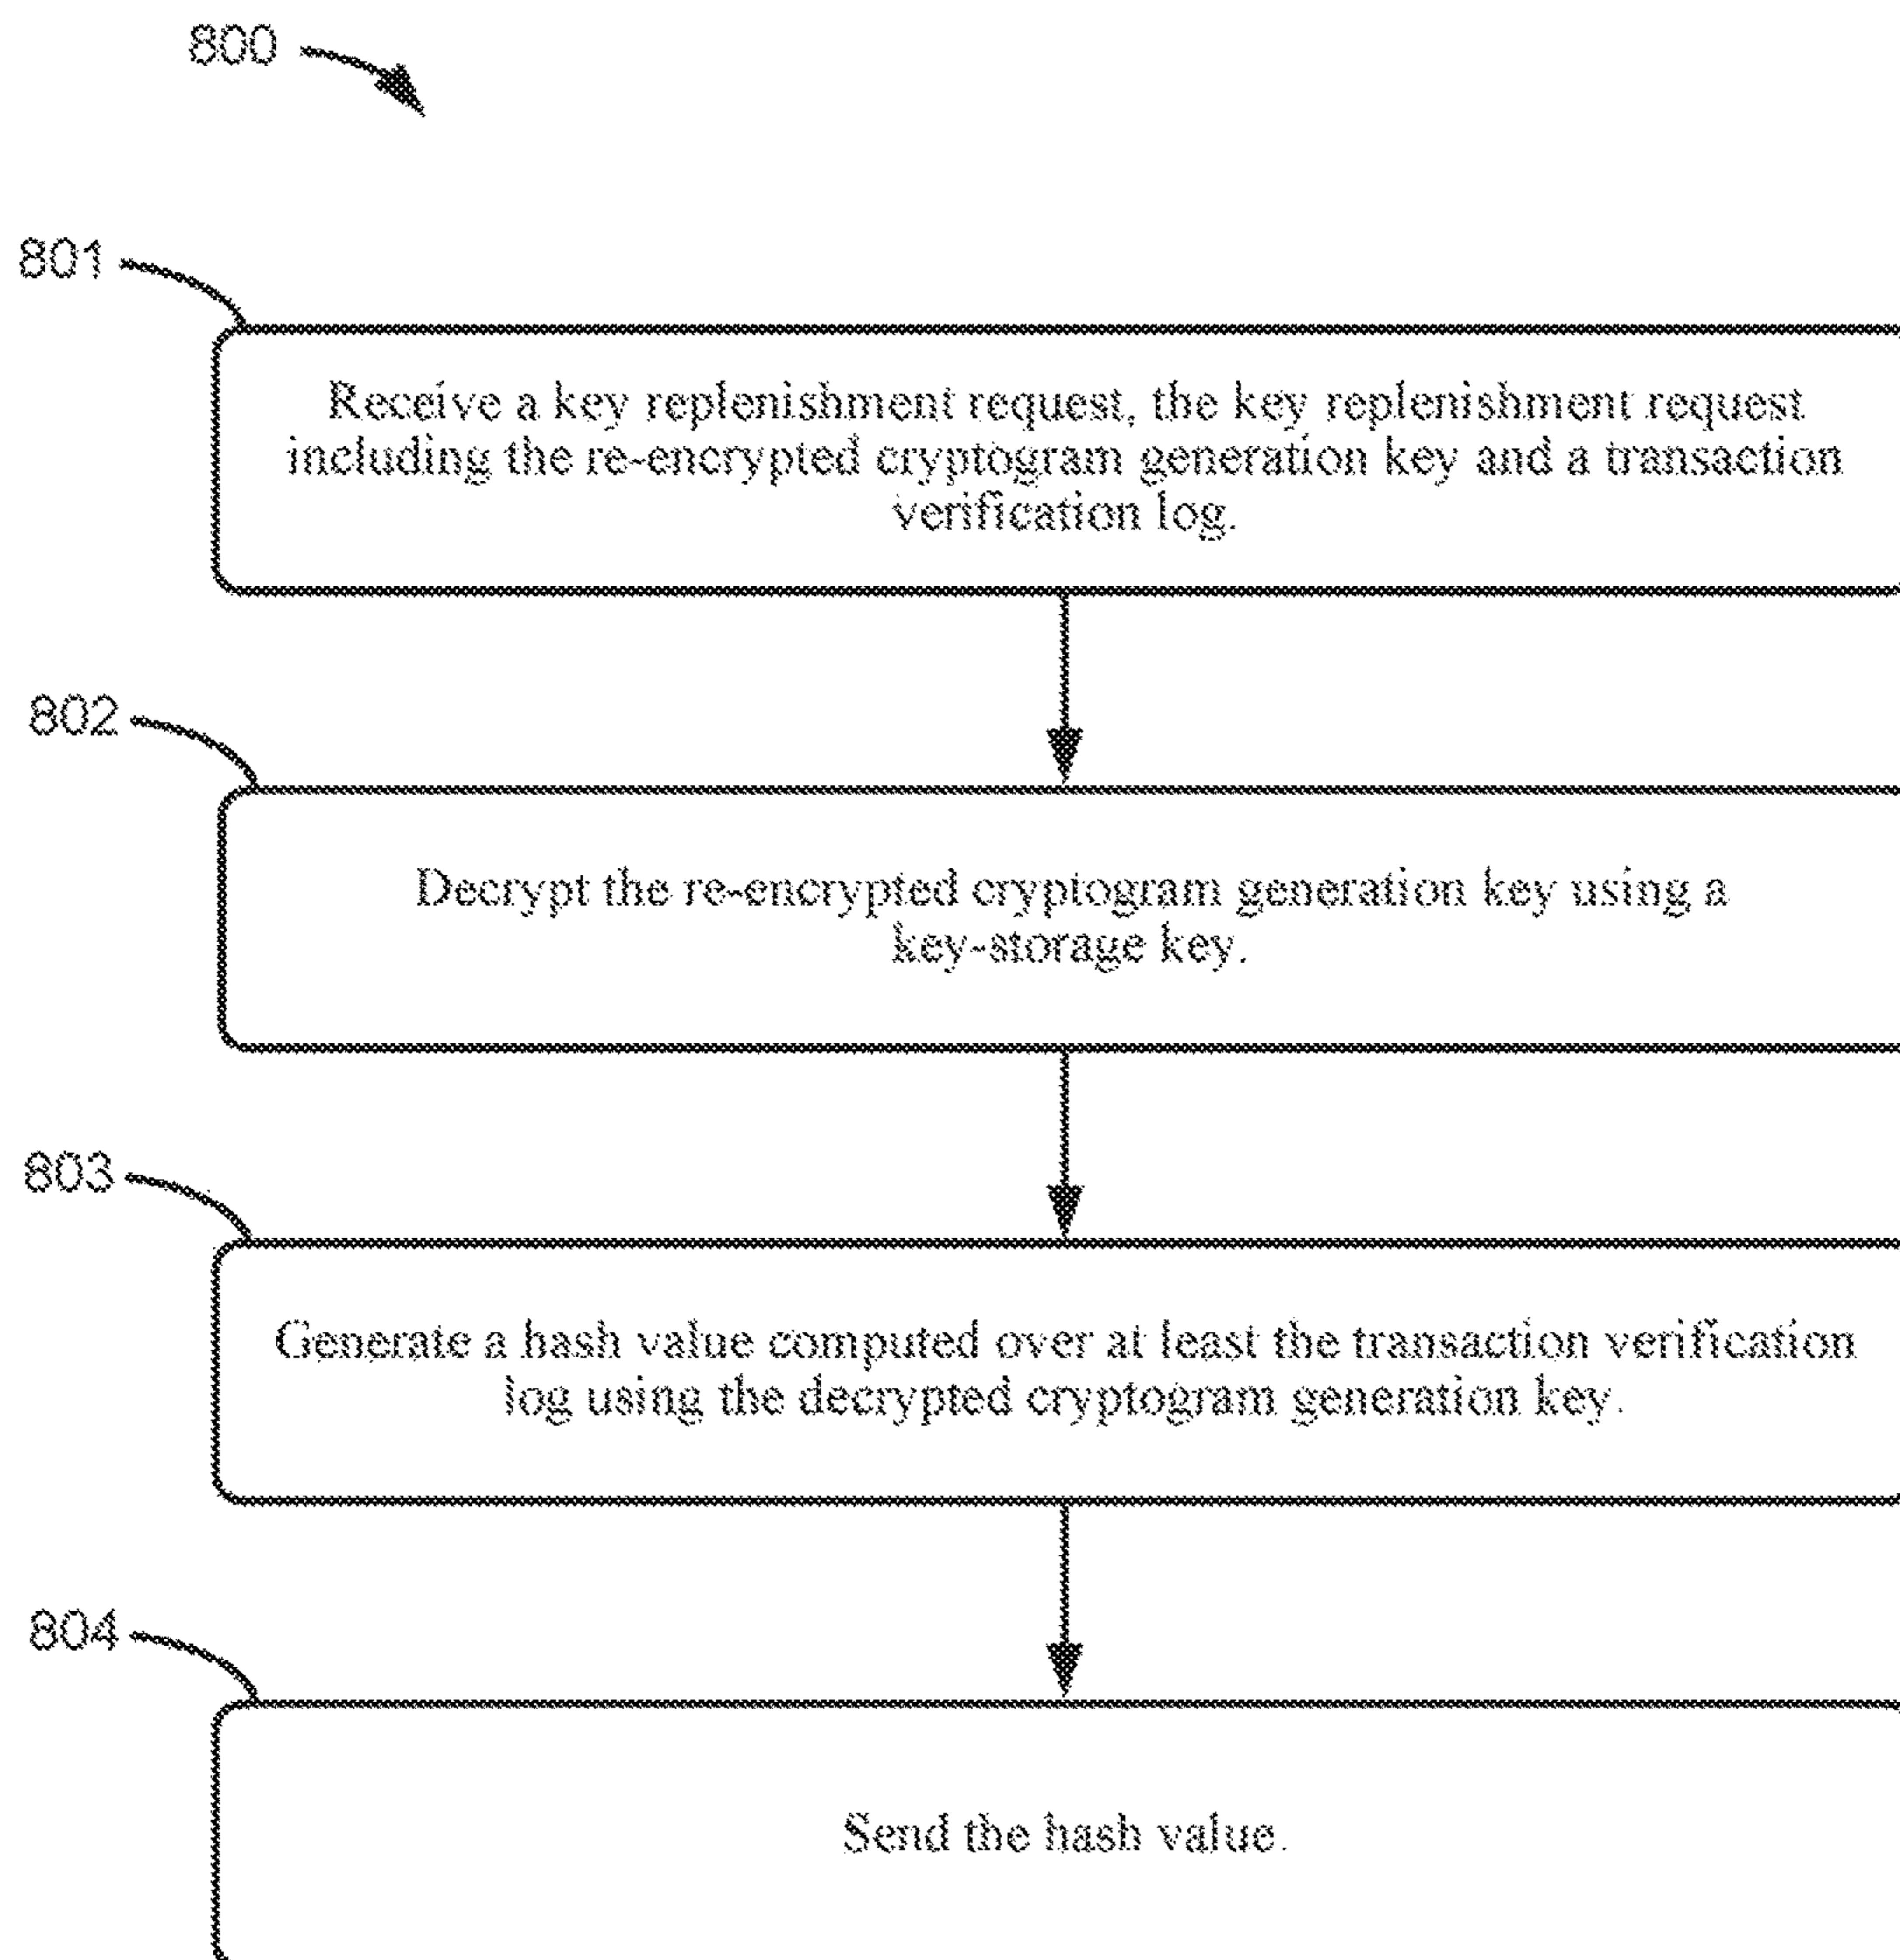 800
801
Receive a key replenishment request, the key replenishment request
including the re-encrypted cryptogram generation key and a transaction
verification log.
802
Decrypt the re-encrypted cryptogram generation key using a
key-storage key.
803
Generate a hash value computed over at least the transaction verification
log using the decrypted cryptogram generation key.
804
Send the hash value.